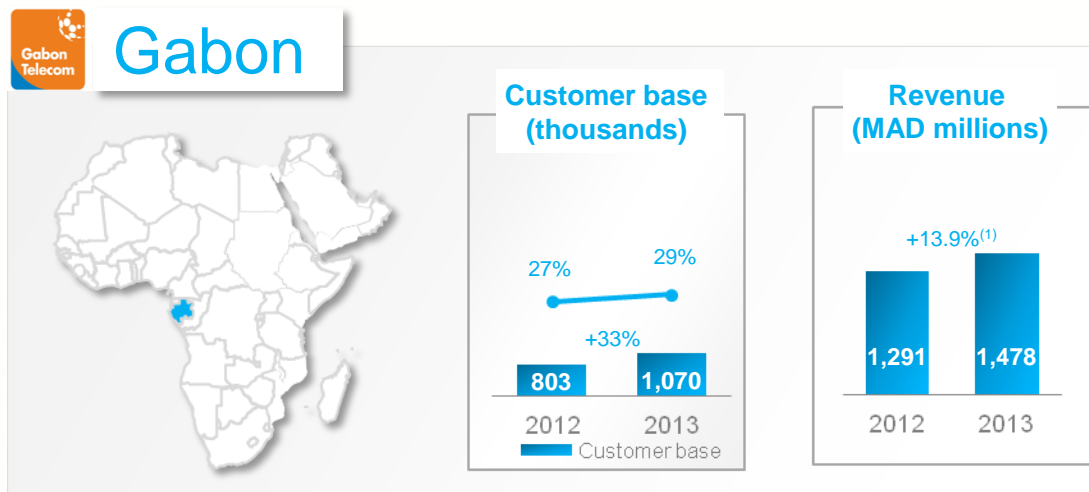 Gabon
Telecom
Gabon
Customer base
(thousands)
27%
29%
+33%
803
1,070
2012
2013
Customer base
Revenue
(MAD millions)
+13.9%(1)
1,291
1,478
2012
2013